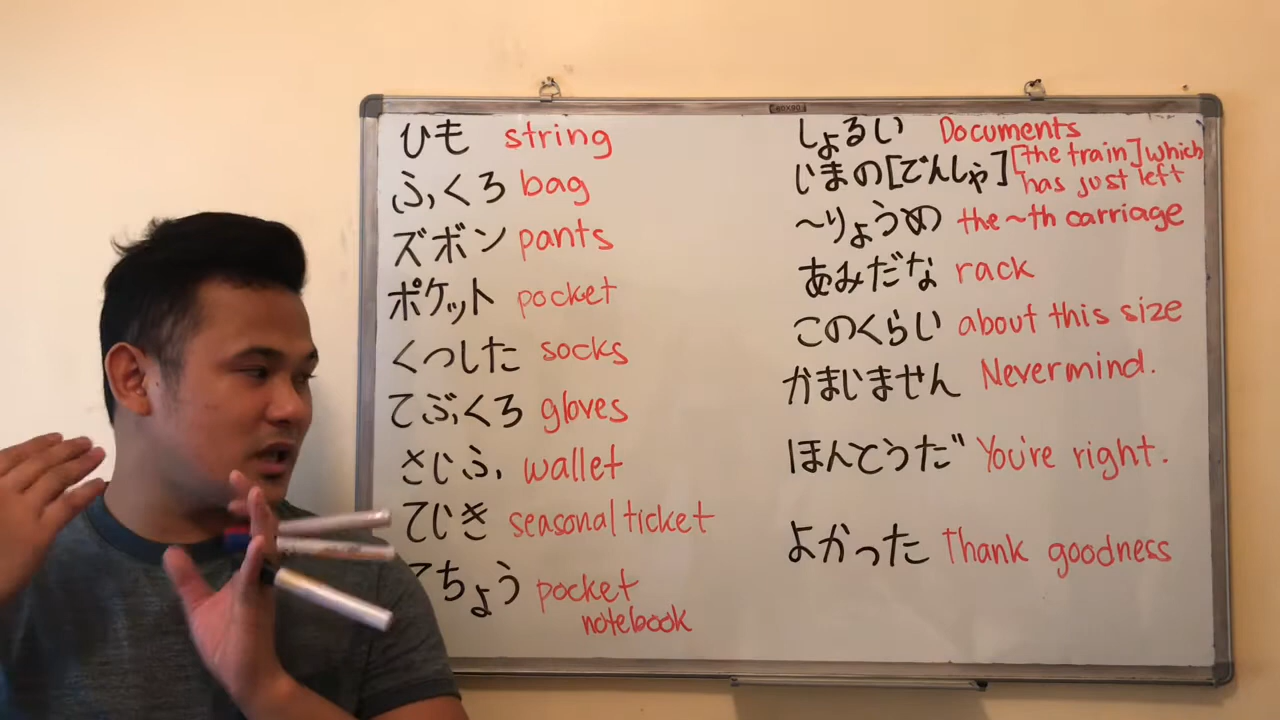 ひも string
ふくろ bag
ズボン pants
ポケット pocket
くつした socks
てぶくろ gloves
さいふ wallet
ていき seasonal ticket
てちょう pocket
notebook
しょるい Documents
いまの[でんしゃ] [the train] which
has just left
～りょうめ the ~th carriage
あみだな rack
このくらい about this size
かまいません Nevermind.
ほんとうだ You're right.
よかった Thank goodness